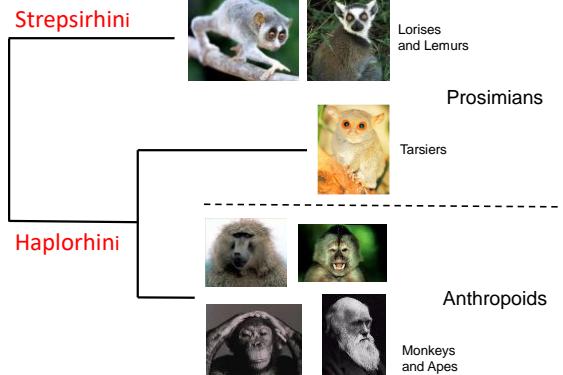 Strepsirhini
Lorises
and Lemurs
Prosimians
Tarsiers
Haplorhini
Anthropoids
Monkeys
and Apes